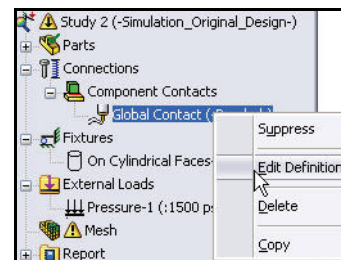 Study 2 (-Simulation_Original_Design-)
Parts
Connections
Component Contacts
Global Contact (
Suppress
Fixtures
On Cylindrical Faces-
Edit Definition
External Loads
Pressure-1 (:1500 p
Delete
Mesh
Copy
Report